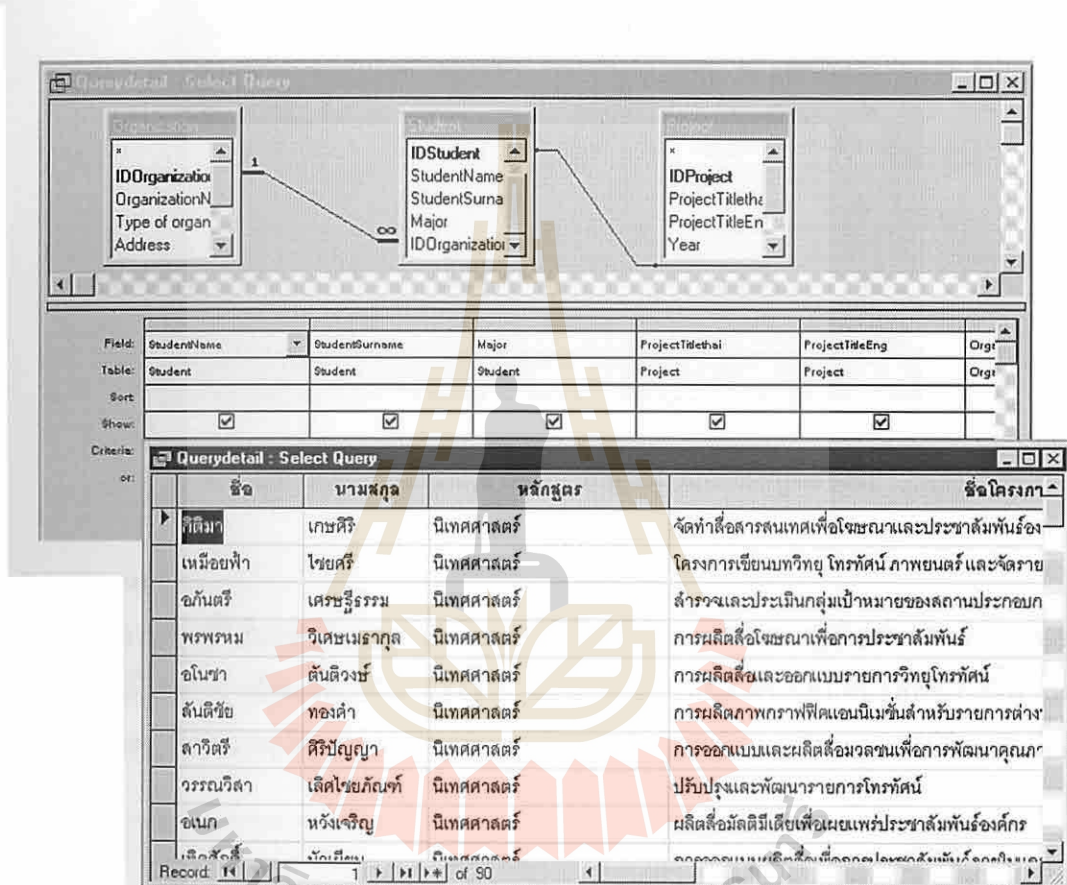 Querydetail : Select Query
Organization
Student
Project
*
IDOrganization
OrganizationN
Type of organ
Address
1
∞
IDStudent
StudentName
StudentSurna
Major
IDOrganization
*
IDProject
ProjectTitletha
ProjectTitleEn
Year
Field: StudentName StudentSurname Major ProjectTitlethai ProjectTitleEng Orga
Table: Student Student Student Project Project Orga
Sort:
Show:
Criteria:
or:
Querydetail : Select Query
ชื่อ นามสกุล หลักสูตร ชื่อโครงกา
กิติมา เกษศิริ นิเทศศาสตร์ จัดทำสื่อสารสนเทศเพื่อโฆษณาและประชาสัมพันธ์อง
เหมือยฟ้า ไชยศรี นิเทศศาสตร์ โครงการเขียนบทวิทยุ โทรทัศน์ ภาพยนตร์ และจัดราย
อภันตรี เศรษฐีธรรม นิเทศศาสตร์ สำรวจและประเมินกลุ่มเป้าหมายของสถานประกอบก
พรพรหม วิเศษเมธากุล นิเทศศาสตร์ การผลิตสื่อโฆษณาเพื่อการประชาสัมพันธ์
อโนชา ตันติวงษ์ นิเทศศาสตร์ การผลิตสื่อและออกแบบรายการวิทยุโทรทัศน์
สันติชัย ทองคำ นิเทศศาสตร์ การผลิตภาพกราฟฟิคแอนนิเมชั่นสำหรับรายการต่างๆ
ลาวิตรี ศิริปัญญา นิเทศศาสตร์ การออกแบบและผลิตสื่อมวลชนเพื่อการพัฒนาคุณภา
วรรณวิสา เลิศไชยภัณฑ์ นิเทศศาสตร์ ปรับปรุงและพัฒนารายการโทรทัศน์
อเนก หวังเจริญ นิเทศศาสตร์ ผลิตสื่อมัลติมีเดียเพื่อเผยแพร่ประชาสัมพันธ์องค์กร
นิเทศศาสตร์
Record: 1 of 90